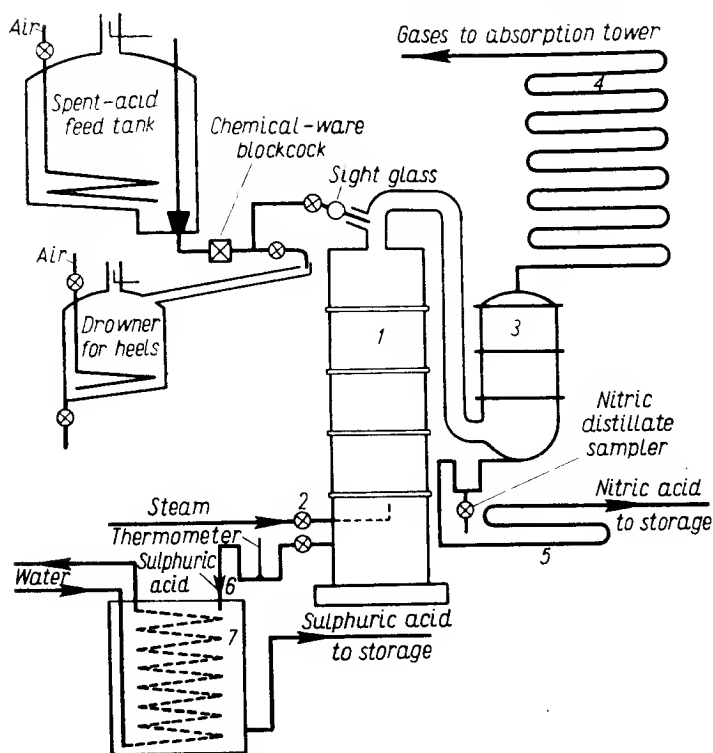 Air
Spent-acid
feed tank
Gases to absorption tower
4
Chemical-ware
blockcock
Sight glass
Air
Drowner
for heels
1
3
Nitric
distillate
sampler
Steam
2
Nitric acid
to storage
Thermometer
Sulphuric
acid
5
Water
6
7
Sulphuric acid
to storage